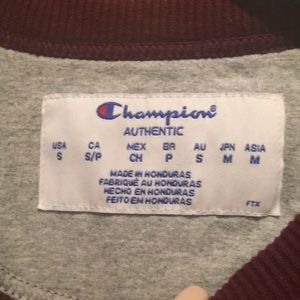 Champion®
AUTHENTIC
USA CA MEX BR AU JPN ASIA
S S/P CH P S M M
MADE IN HONDURAS
FABRIQUÉ AU HONDURAS
HECHO EN HONDURAS
FEITO EM HONDURAS
FTX